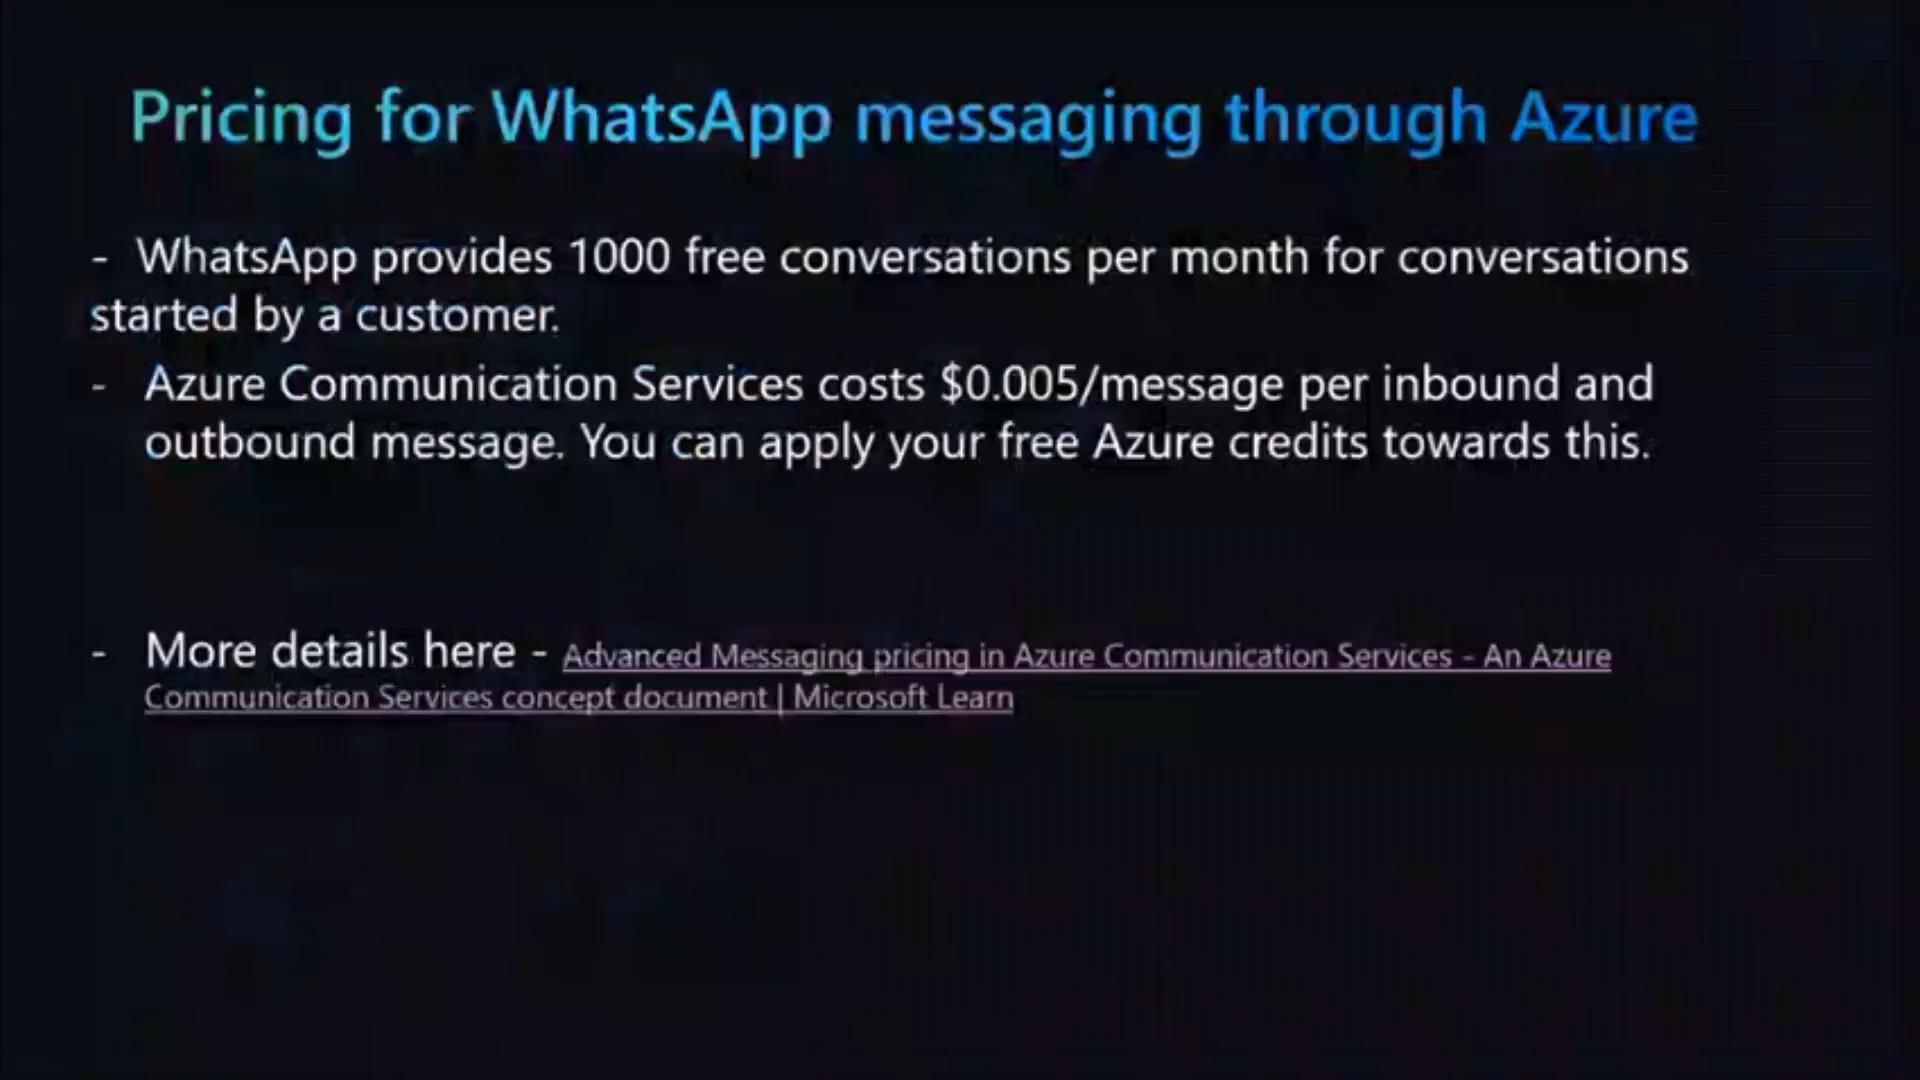 Pricing for WhatsApp messaging through Azure
- WhatsApp provides 1000 free conversations per month for conversations
started by a customer.
- Azure Communication Services costs $0.005/message per inbound and
outbound message. You can apply your free Azure credits towards this.
- More details here - Advanced Messaging pricing in Azure Communication Services - An Azure
Communication Services concept document | Microsoft Learn